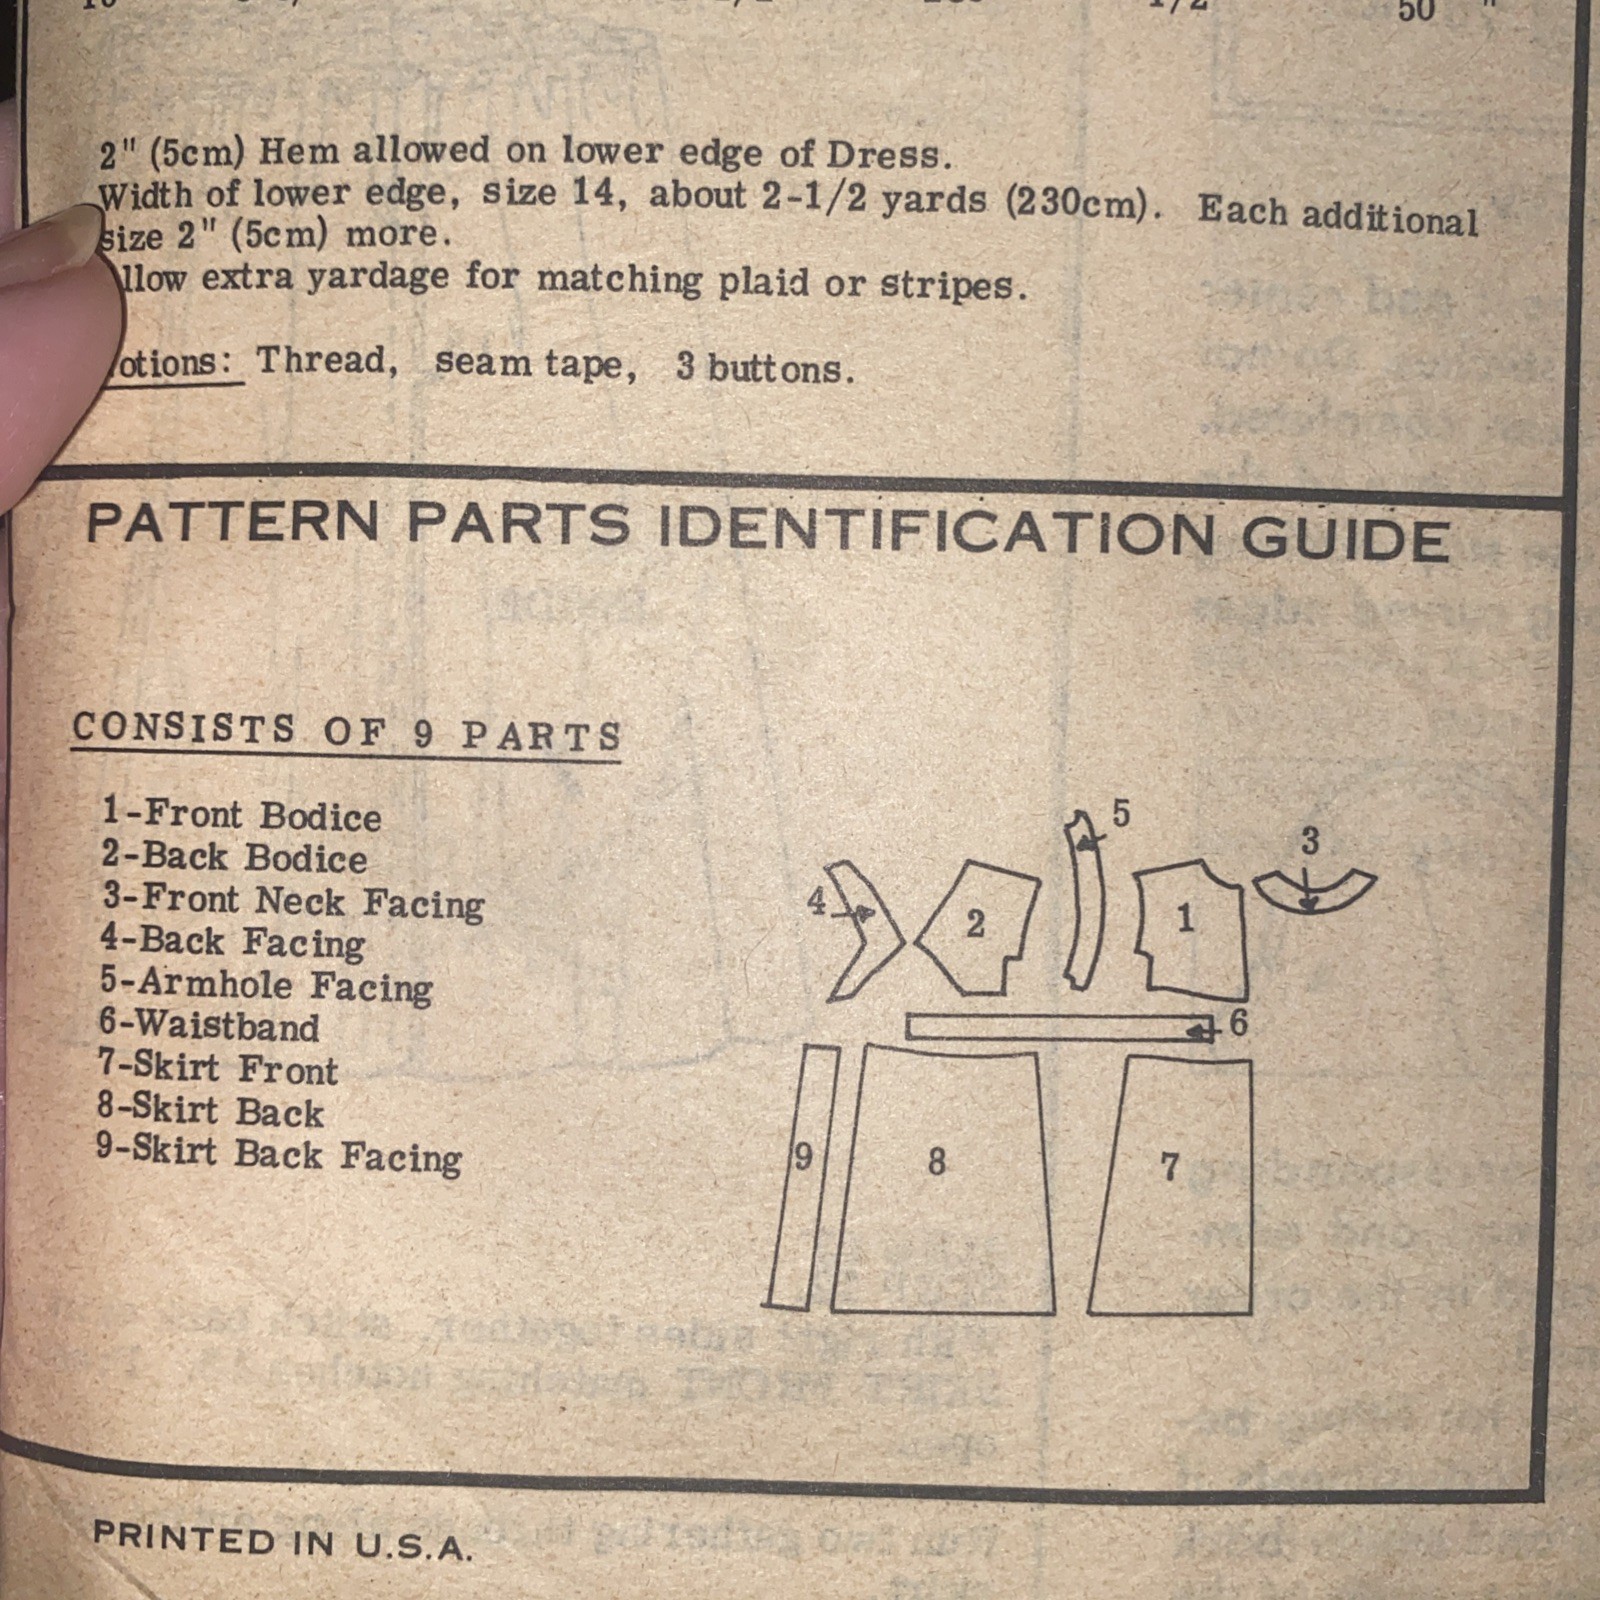 50 "
2" (5cm) Hem allowed on lower edge of Dress.
Width of lower edge, size 14, about 2-1/2 yards (230cm). Each additional
size 2" (5cm) more.
llow extra yardage for matching plaid or stripes.
otions: Thread, seam tape, 3 buttons.
PATTERN PARTS IDENTIFICATION GUIDE
CONSISTS OF 9 PARTS
1-Front Bodice
2-Back Bodice
3-Front Neck Facing
4-Back Facing
5-Armhole Facing
6-Waistband
7-Skirt Front
8-Skirt Back
9-Skirt Back Facing
5
3
4
2
1
6
9
8
7
PRINTED IN U.S.A.